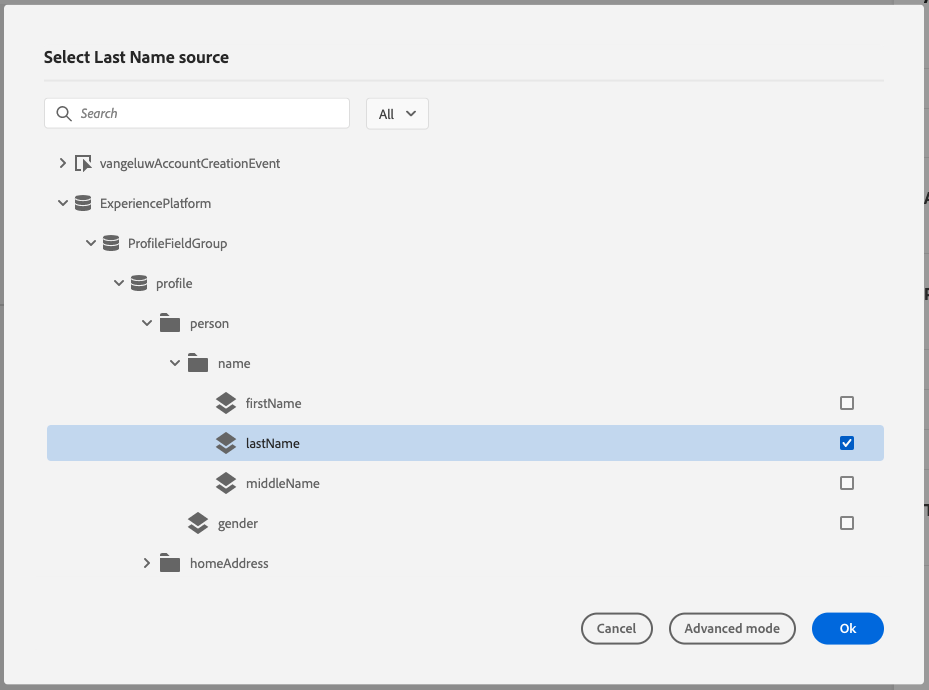 Select Last Name source
Search
All
vangeluwAccountCreationEvent
ExperiencePlatform
ProfileFieldGroup
profile
person
name
firstName
lastName
middleName
gender
homeAddress
Cancel
Advanced mode
Ok